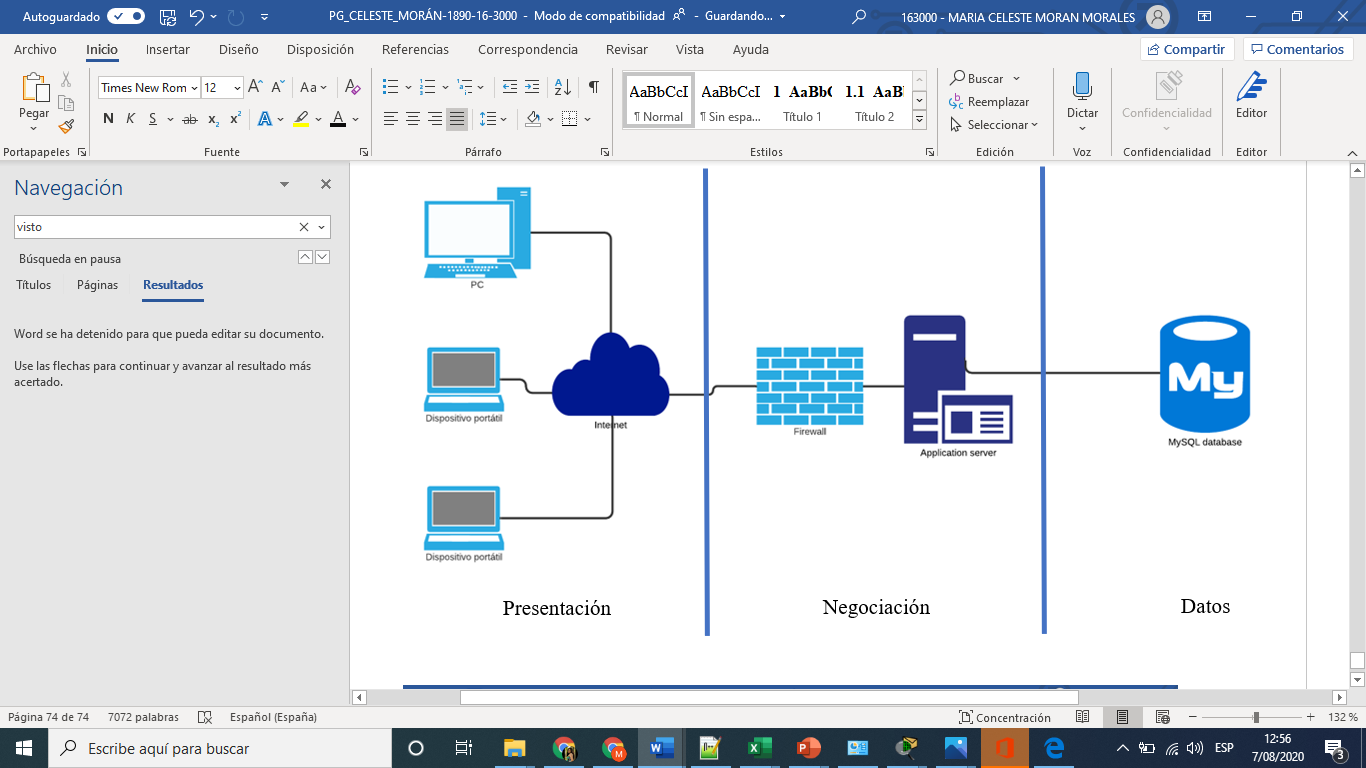 Autoguardado
PG_CELESTE_MORÁN-1890-16-3000 - Modo de compatibilidad - Guardando...
163000 - MARIA CELESTE MORAN MORALES
Archivo Inicio Insertar Diseño Disposición Referencias Correspondencia Revisar Vista Ayuda
Compartir Comentarios
Pegar
Times New Rom 12
Aa
N K S ab x₂ x² A A
AaBbCcI AaBbCcI 1 AaBbC 1.1 AaB
¶ Normal ¶ Sin espa... Título 1 Título 2
Buscar
Reemplazar
Seleccionar
Dictar
Confidencialidad
Editor
Portapapeles Fuente Párrafo Estilos Edición Voz Confidencialidad Editor
Navegación
visto
Búsqueda en pausa
Títulos Páginas Resultados
Word se ha detenido para que pueda editar su documento.
Use las flechas para continuar y avanzar al resultado más
acertado.
PC
Dispositivo portátil
Internet
Dispositivo portátil
Firewall
Application server
My
MySQL database
Presentación Negociación Datos
Página 74 de 74 7072 palabras Español (España) Concentración 132 %
Escribe aquí para buscar
ESP
12:56
7/08/2020
3